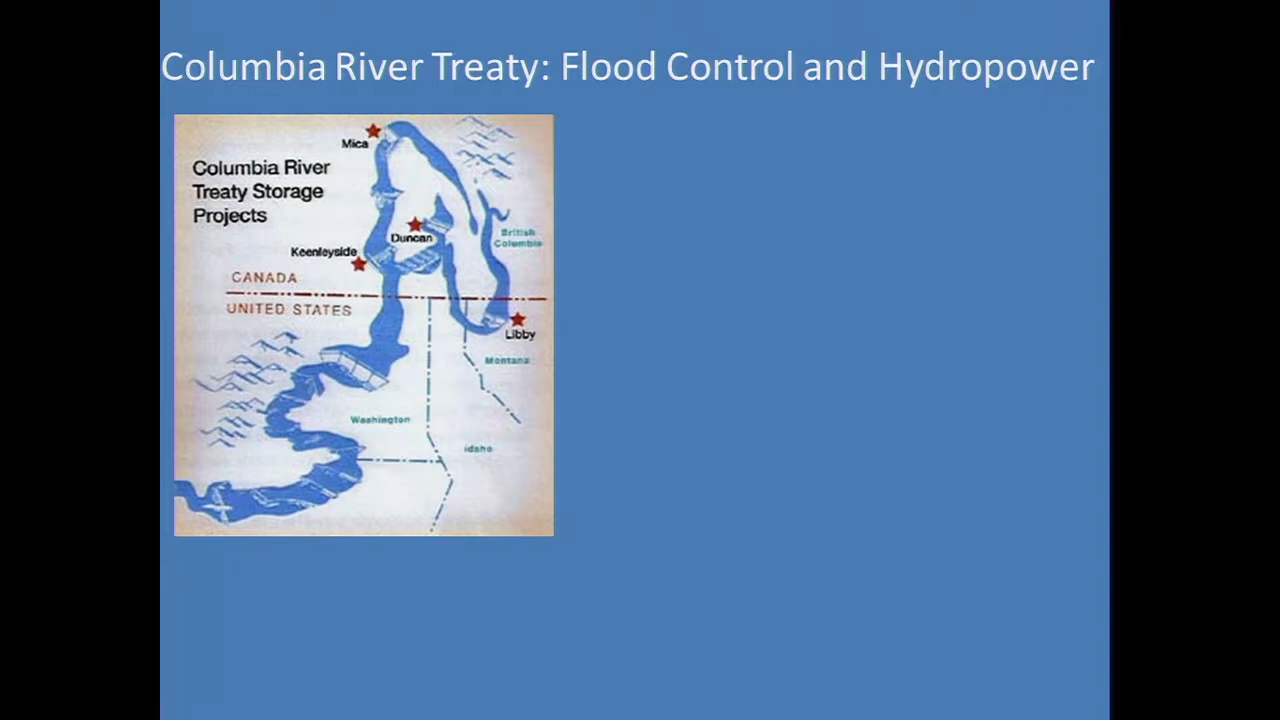 Columbia River Treaty: Flood Control and Hydropower
Mica
Columbia River
Treaty Storage
Projects
British
Columbia
Duncan
Keenleyside
CANADA
UNITED STATES
Libby
Montana
Washington
Idaho